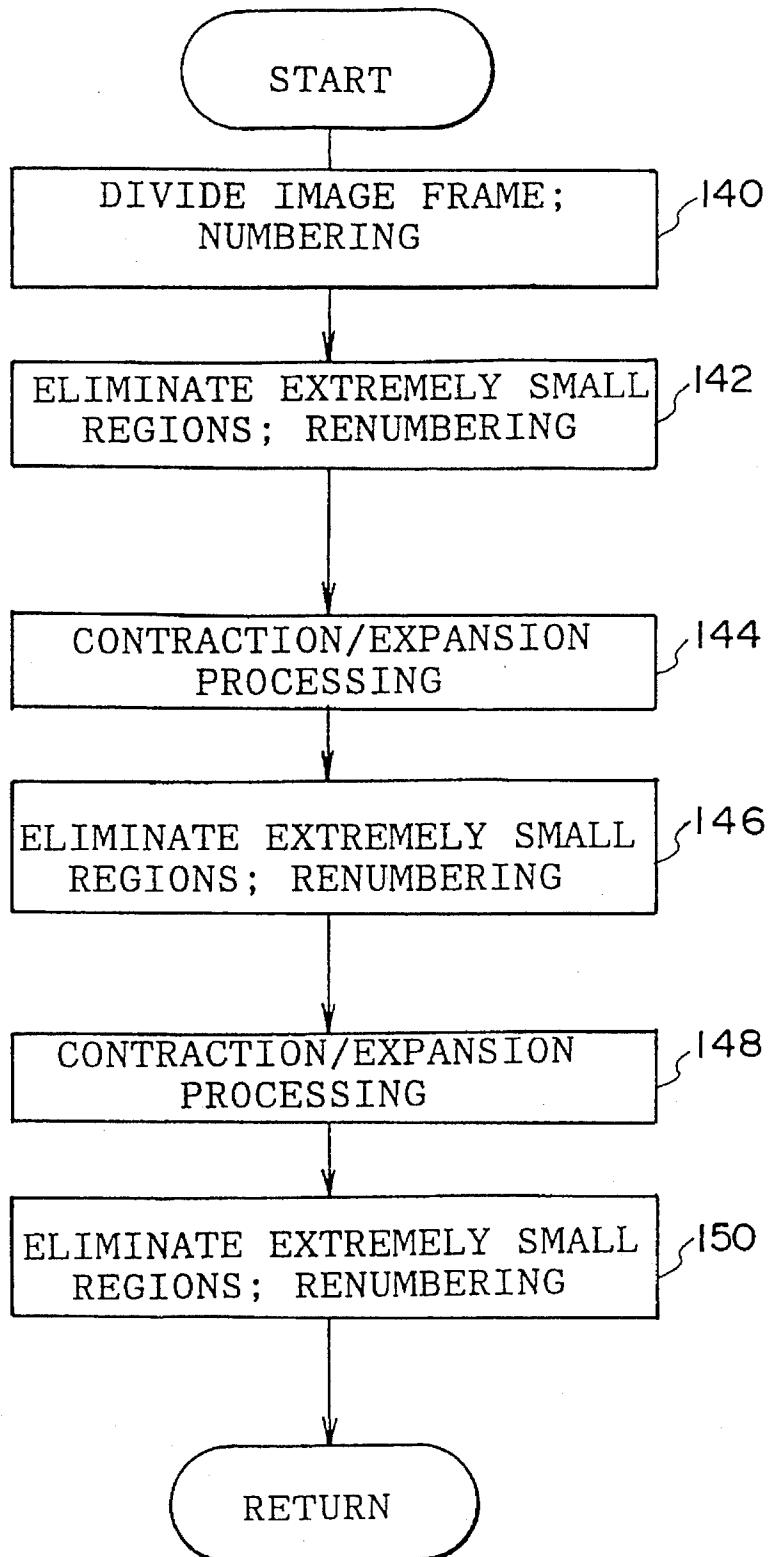 START
DIVIDE IMAGE FRAME;
NUMBERING
140
ELIMINATE EXTREMELY SMALL
REGIONS; RENUMBERING
142
CONTRACTION/EXPANSION
PROCESSING
144
ELIMINATE EXTREMELY SMALL
REGIONS; RENUMBERING
146
CONTRACTION/EXPANSION
PROCESSING
148
ELIMINATE EXTREMELY SMALL
REGIONS; RENUMBERING
150
RETURN